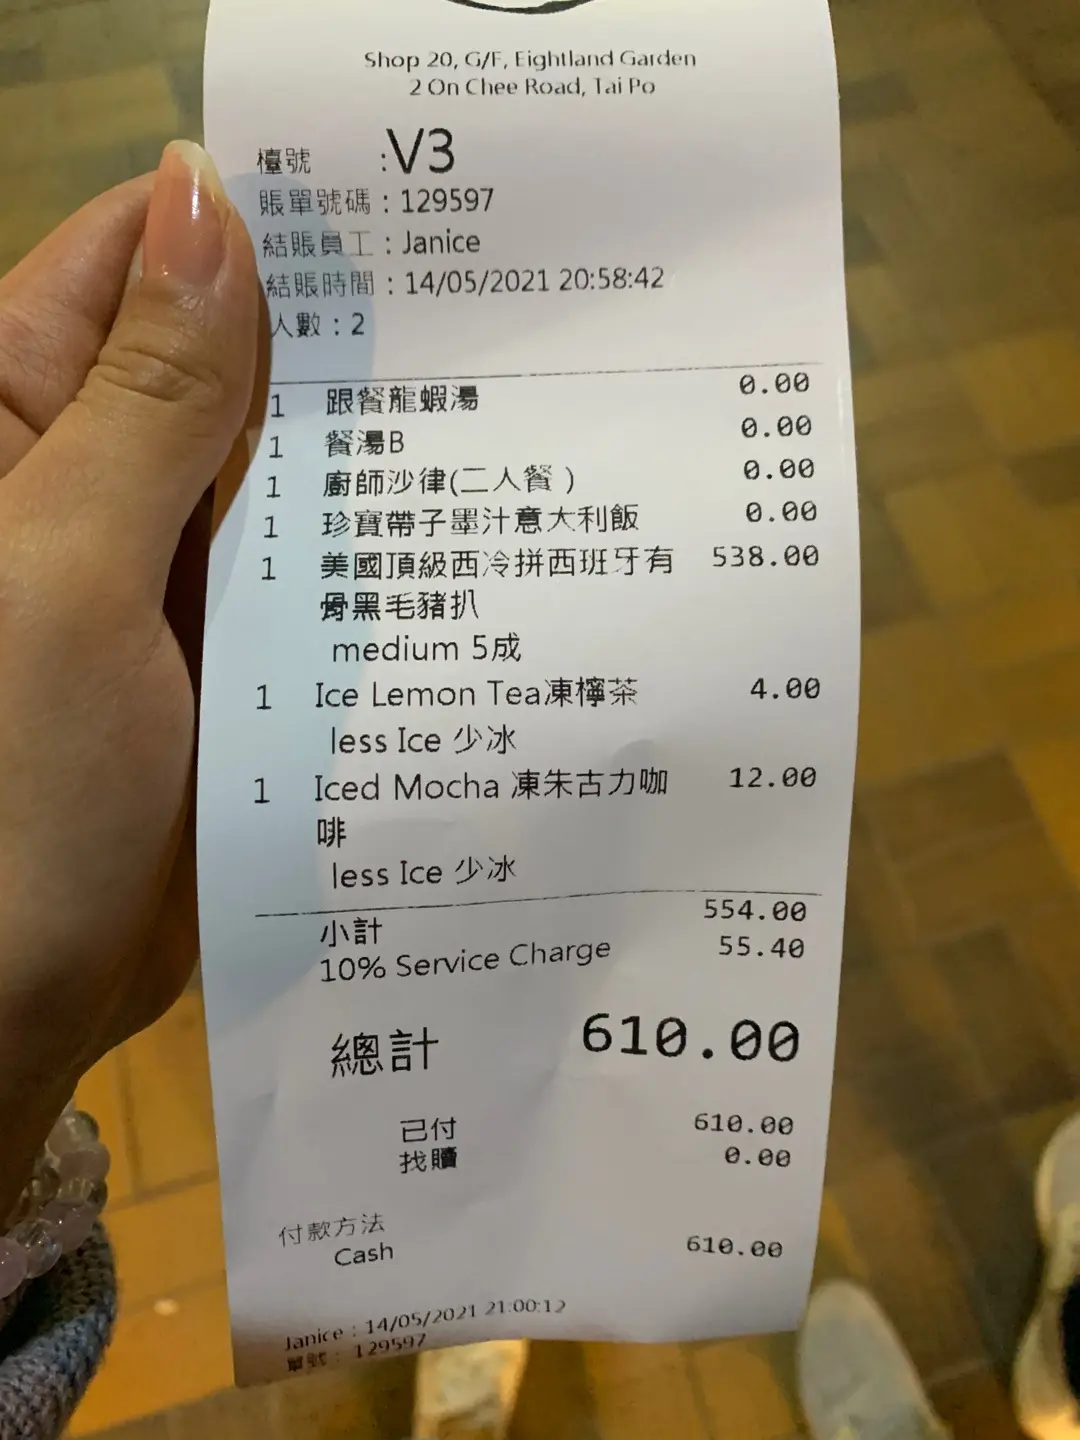 Shop 20, G/F, Eightland Garden
2 On Chee Road, Tai Po
檯號 :V3
賬單號碼 : 129597
結賬員工 : Janice
結賬時間 : 14/05/2021 20:58:42
人數 : 2
1 跟餐龍蝦湯 0.00
1 餐湯B 0.00
1 廚師沙律(二人餐) 0.00
1 珍寶帶子墨汁意大利飯 0.00
1 美國頂級西冷拼西班牙有 538.00
骨黑毛豬扒
medium 5成
1 Ice Lemon Tea凍檸茶 4.00
less Ice 少冰
1 Iced Mocha 凍朱古力咖 12.00
啡
less Ice 少冰
小計 554.00
10% Service Charge 55.40
總計 610.00
已付 610.00
找贖 0.00
付款方法
Cash 610.00
Janice : 14/05/2021 21:00:12
單號 : 129597